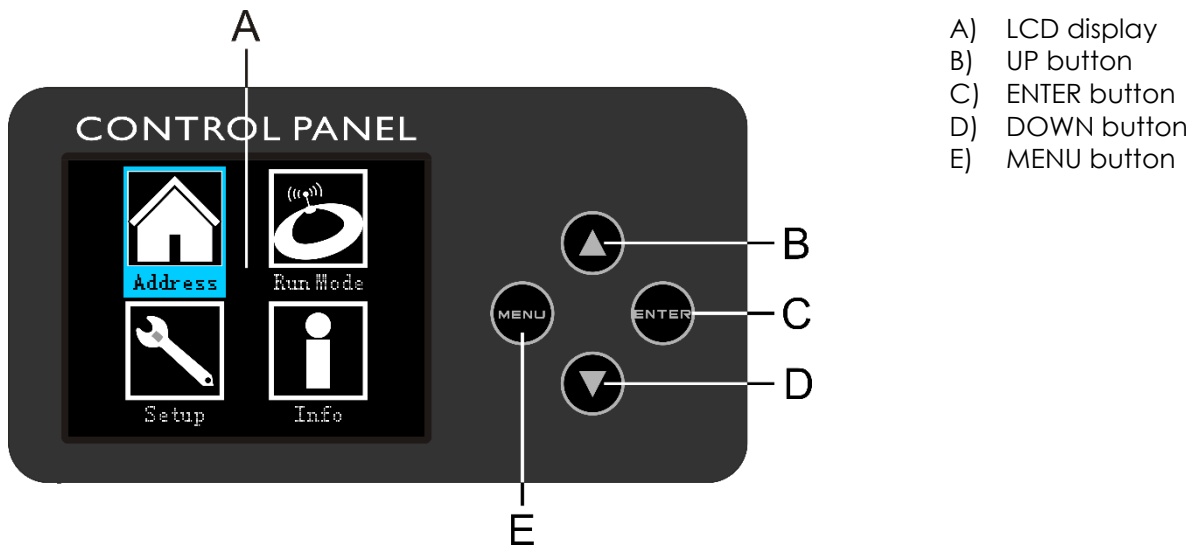 A
A) LCD display
B) UP button
C) ENTER button
D) DOWN button
E) MENU button
CONTROL PANEL
Address Run Mode
B
MENU ENTER C
D
Setup Info
E